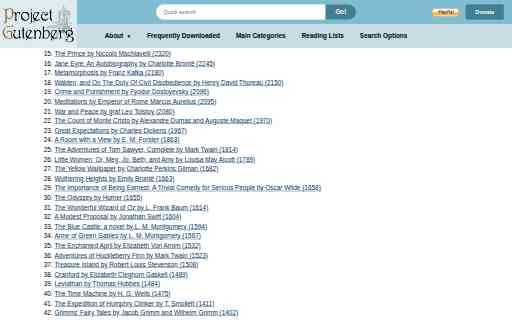 Project Gutenberg
Quick search
Go!
PayPal
Donate
About ▼
Frequently Downloaded
Main Categories
Reading Lists
Search Options
15. The Prince by Niccolò Machiavelli (2320)
16. Jane Eyre: An Autobiography by Charlotte Brontë (2245)
17. Metamorphosis by Franz Kafka (2180)
18. Walden, and On The Duty Of Civil Disobedience by Henry David Thoreau (2150)
19. Crime and Punishment by Fyodor Dostoyevsky (2096)
20. Meditations by Emperor of Rome Marcus Aurelius (2095)
21. War and Peace by graf Leo Tolstoy (2080)
22. The Count of Monte Cristo by Alexandre Dumas and Auguste Maquet (1970)
23. Great Expectations by Charles Dickens (1967)
24. A Room with a View by E. M. Forster (1863)
25. The Adventures of Tom Sawyer, Complete by Mark Twain (1814)
26. Little Women; Or, Meg, Jo, Beth, and Amy by Louisa May Alcott (1789)
27. The Yellow Wallpaper by Charlotte Perkins Gilman (1682)
28. Wuthering Heights by Emily Brontë (1663)
29. The Importance of Being Earnest: A Trivial Comedy for Serious People by Oscar Wilde (1658)
30. The Odyssey by Homer (1655)
31. The Wonderful Wizard of Oz by L. Frank Baum (1614)
32. A Modest Proposal by Jonathan Swift (1604)
33. The Blue Castle: a novel by L. M. Montgomery (1594)
34. Anne of Green Gables by L. M. Montgomery (1567)
35. The Enchanted April by Elizabeth Von Arnim (1532)
36. Adventures of Huckleberry Finn by Mark Twain (1523)
37. Treasure Island by Robert Louis Stevenson (1508)
38. Cranford by Elizabeth Cleghorn Gaskell (1489)
39. Leviathan by Thomas Hobbes (1484)
40. The Time Machine by H. G. Wells (1475)
41. The Expedition of Humphry Clinker by T. Smollett (1411)
42. Grimms' Fairy Tales by Jacob Grimm and Wilhelm Grimm (1402)